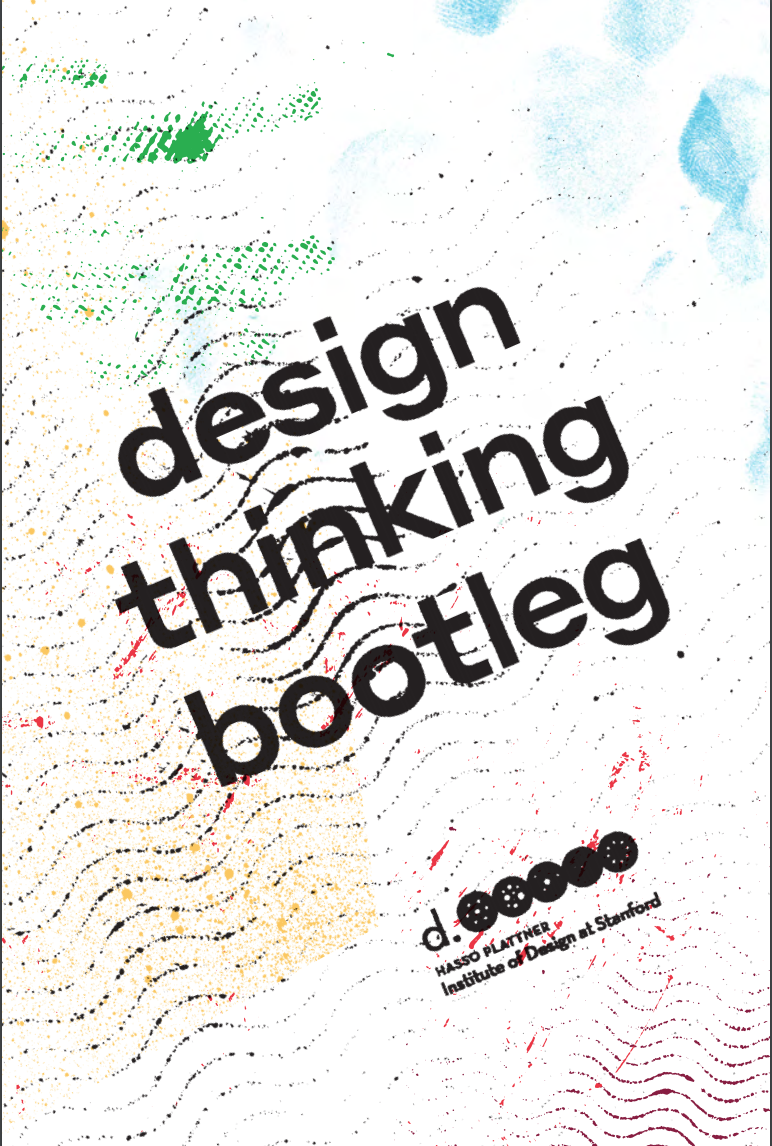 design
thinking
bootleg
d.
HASSO PLATTNER
Institute of Design at Stanford